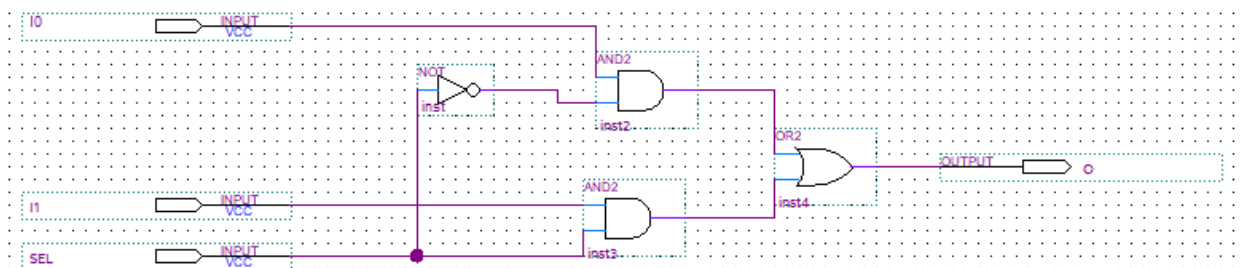 I0
INPUT
VCC
AND2
NOT
inst
inst2
OR2
OUTPUT
O
AND2
I1
INPUT
VCC
inst4
SEL
INPUT
VCC
inst3